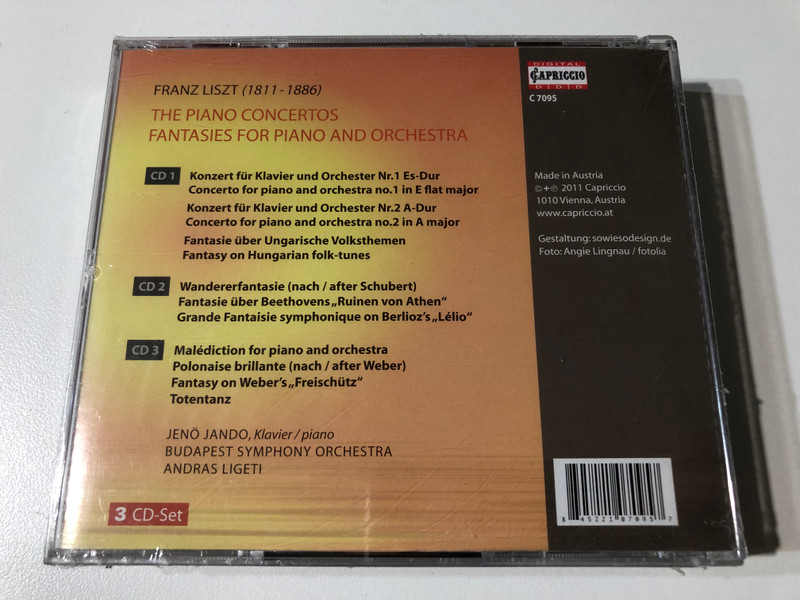 FRANZ LISZT (1811-1886)
THE PIANO CONCERTOS
FANTASIES FOR PIANO AND ORCHESTRA
CD 1
Konzert für Klavier und Orchester Nr.1 Es-Dur
Concerto for piano and orchestra no.1 in E flat major
Konzert für Klavier und Orchester Nr.2 A-Dur
Concerto for piano and orchestra no.2 in A major
Fantasie über Ungarische Volksthemen
Fantasy on Hungarian folk-tunes
CD 2
Wandererfantasie (nach / after Schubert)
Fantasie über Beethovens „Ruinen von Athen“
Grande Fantaisie symphonique on Berlioz's „Lélio“
CD 3
Malédiction for piano and orchestra
Polonaise brillante (nach / after Weber)
Fantasy on Weber's „Freischütz“
Totentanz
JENÖ JANDO, Klavier / piano
BUDAPEST SYMPHONY ORCHESTRA
ANDRAS LIGETI
3 CD-Set
DIGITAL
CAPRICCIO
D|D|D
C 7095
Made in Austria
©+℗ 2011 Capriccio
1010 Vienna, Austria
www.capriccio.at
Gestaltung: sowiesodesign.de
Foto: Angie Lingnau / fotolia
8 45221 07095 7